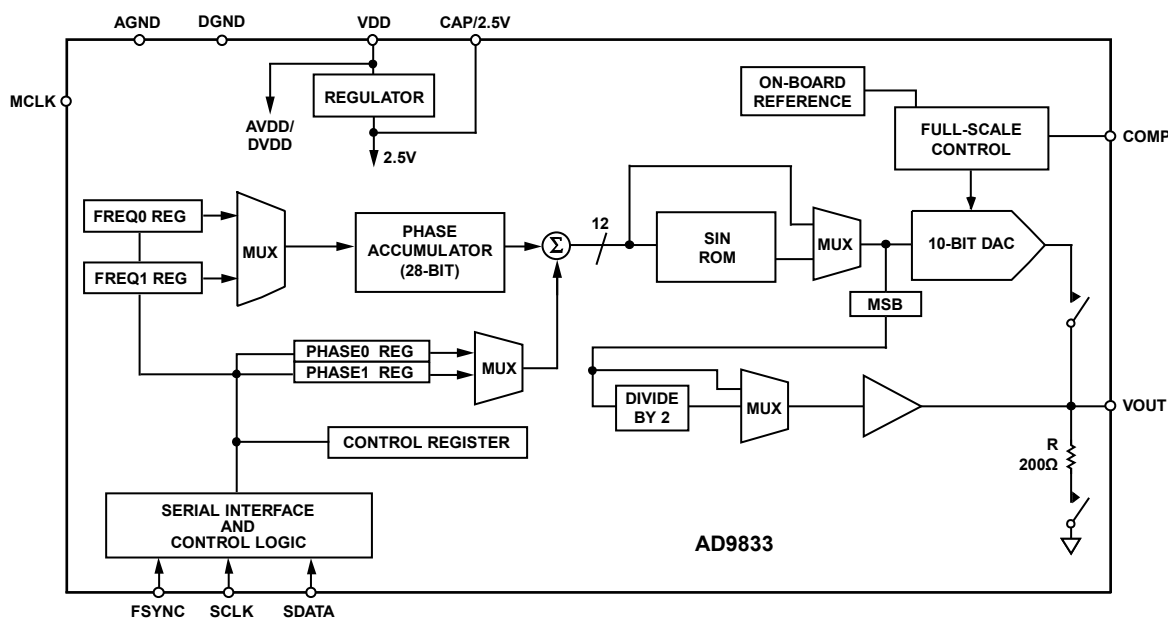 AGND
DGND
VDD
CAP/2.5V
MCLK
REGULATOR
AVDD/
DVDD
2.5V
ON-BOARD
REFERENCE
FULL-SCALE
CONTROL
COMP
FREQ0 REG
FREQ1 REG
MUX
PHASE
ACCUMULATOR
(28-BIT)
Σ
12
SIN
ROM
MUX
10-BIT DAC
MSB
PHASE0 REG
PHASE1 REG
MUX
DIVIDE
BY 2
MUX
VOUT
CONTROL REGISTER
R
200Ω
SERIAL INTERFACE
AND
CONTROL LOGIC
AD9833
FSYNC
SCLK
SDATA